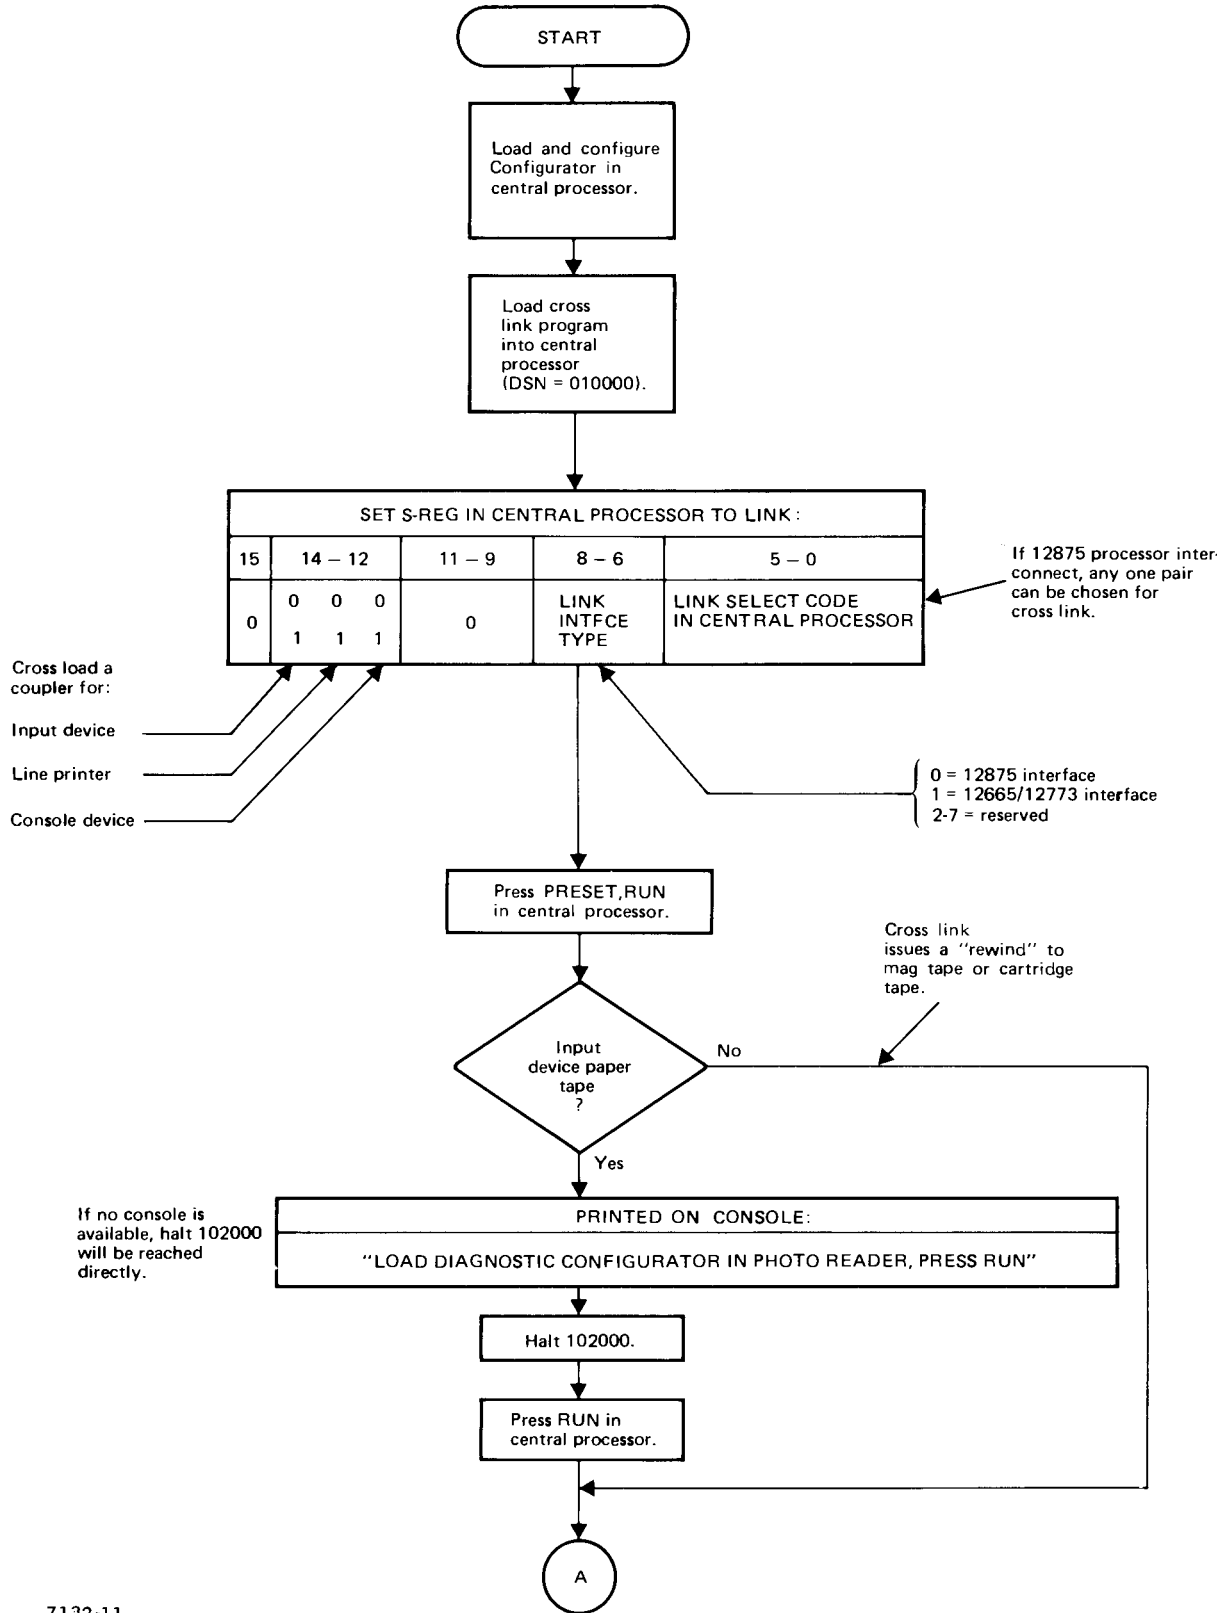 START
Load and configure
Configurator in
central processor.
Load cross
link program
into central
processor
(DSN = 010000).
SET S-REG IN CENTRAL PROCESSOR TO LINK :
15 14 – 12 11 – 9 8 – 6 5 – 0
0
0 0 0
1 1 1
0
LINK
INTFCE
TYPE
LINK SELECT CODE
IN CENTRAL PROCESSOR
If 12875 processor inter-
connect, any one pair
can be chosen for
cross link.
Cross load a
coupler for:
Input device
Line printer
Console device
0 = 12875 interface
1 = 12665/12773 interface
2-7 = reserved
Press PRESET,RUN
in central processor.
Cross link
issues a "rewind" to
mag tape or cartridge
tape.
Input
device paper
tape
?
No
Yes
If no console is
available, halt 102000
will be reached
directly.
PRINTED ON CONSOLE:
"LOAD DIAGNOSTIC CONFIGURATOR IN PHOTO READER, PRESS RUN"
Halt 102000.
Press RUN in
central processor.
A